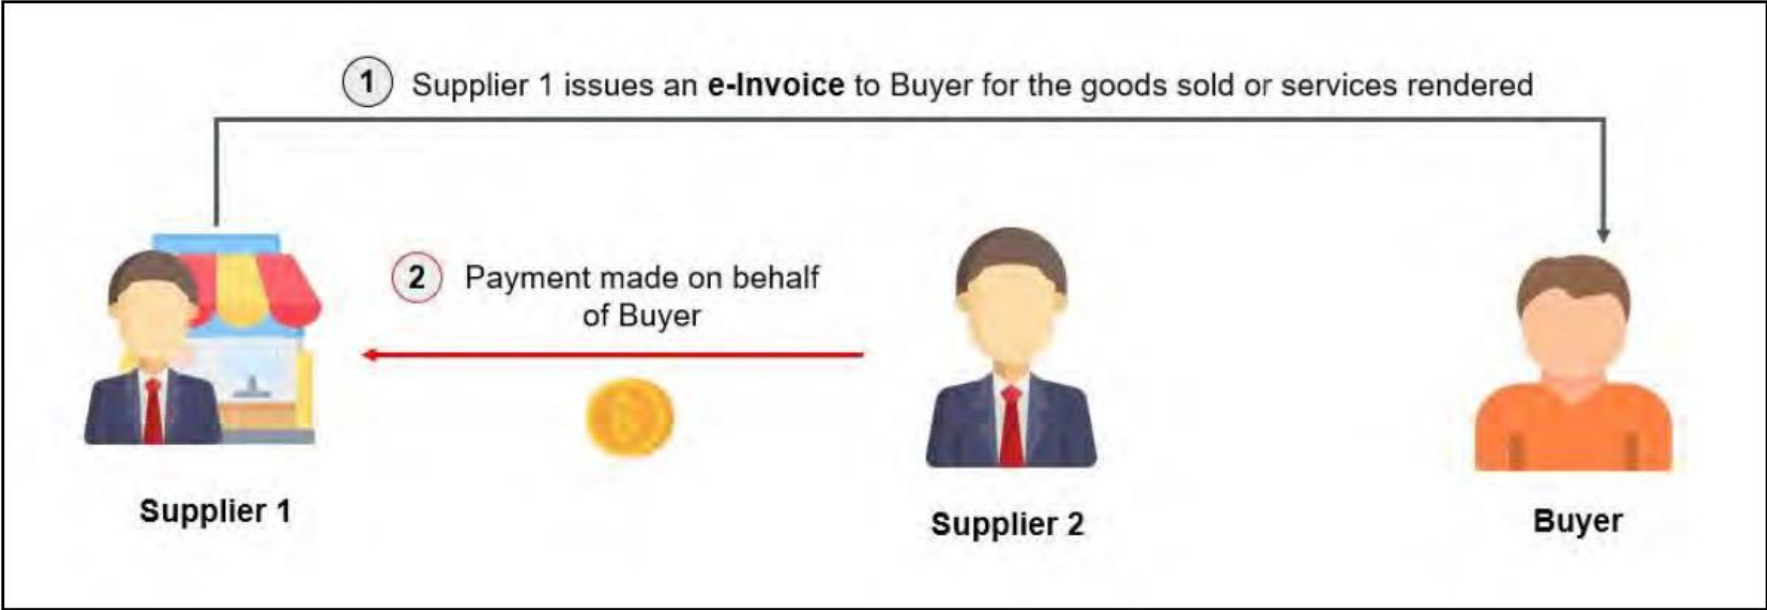 1 Supplier 1 issues an e-Invoice to Buyer for the goods sold or services rendered
2 Payment made on behalf
of Buyer
Supplier 1
Supplier 2
Buyer